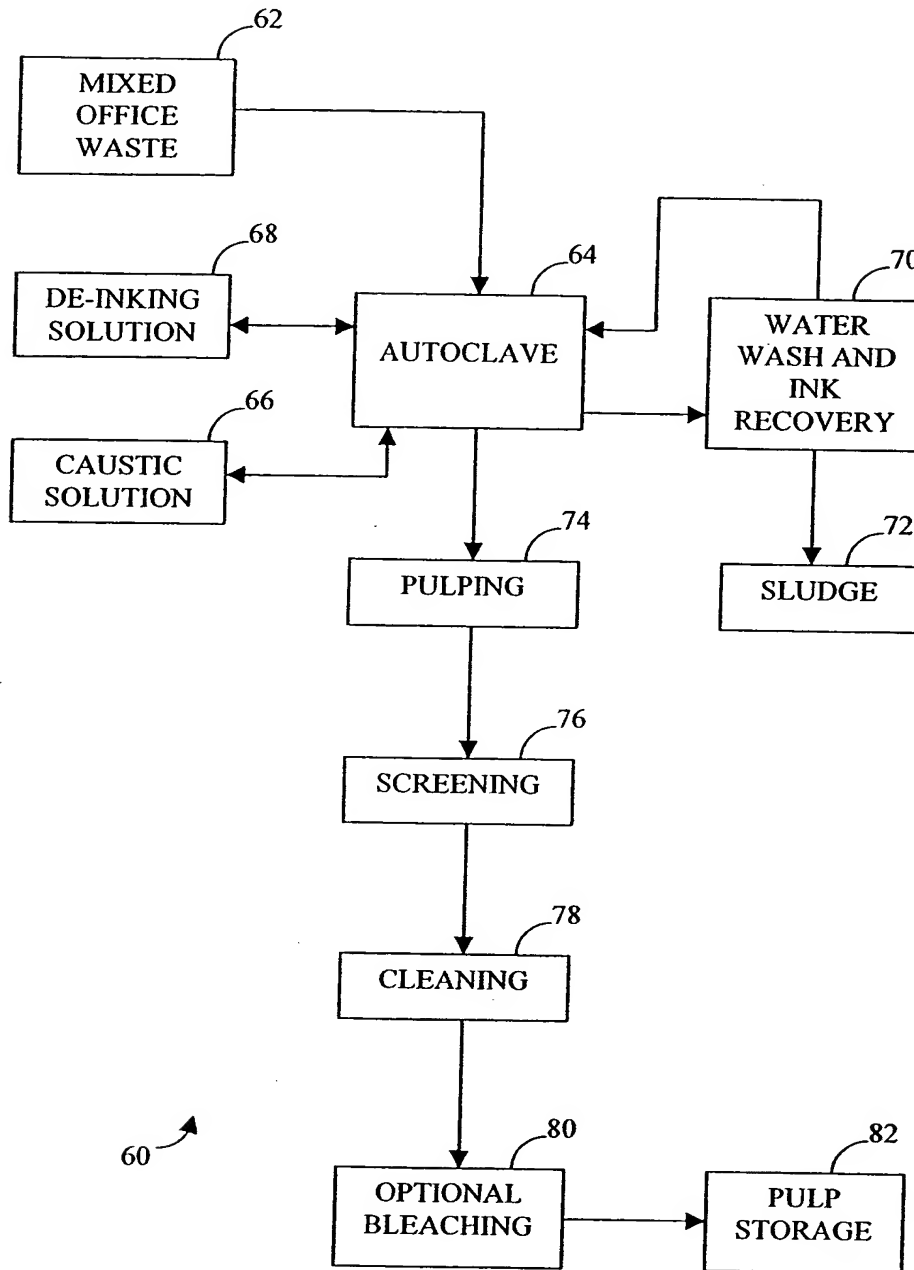 62
MIXED
OFFICE
WASTE
68
DE-INKING
SOLUTION
64
AUTOCLAVE
70
WATER
WASH AND
INK
RECOVERY
66
CAUSTIC
SOLUTION
74
PULPING
72
SLUDGE
76
SCREENING
78
CLEANING
60
80
OPTIONAL
BLEACHING
82
PULP
STORAGE